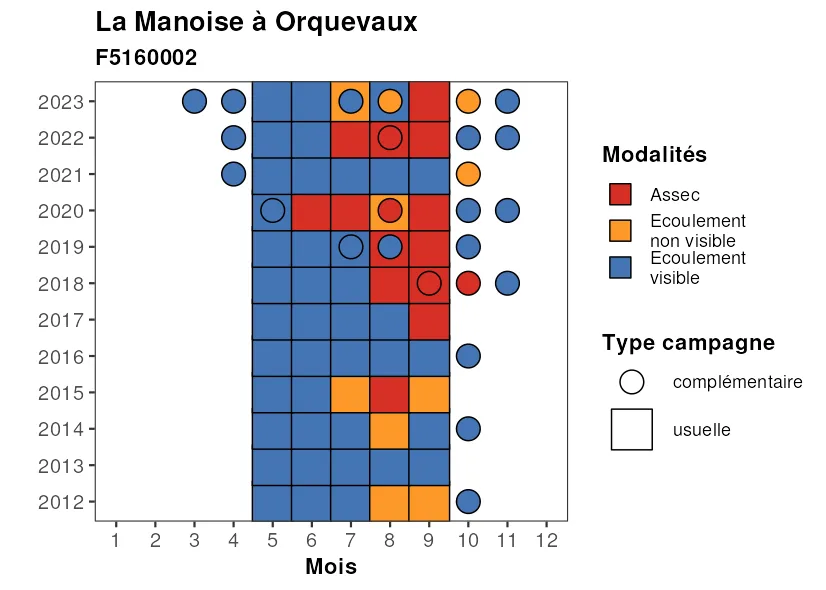 La Manoise à Orquevaux
F5160002
2023
2022
2021
2020
2019
2018
2017
2016
2015
2014
2013
2012
1 2 3 4 5 6 7 8 9 10 11 12
Mois
Modalités
Assec
Ecoulement
non visible
Ecoulement
visible
Type campagne
complémentaire
usuelle